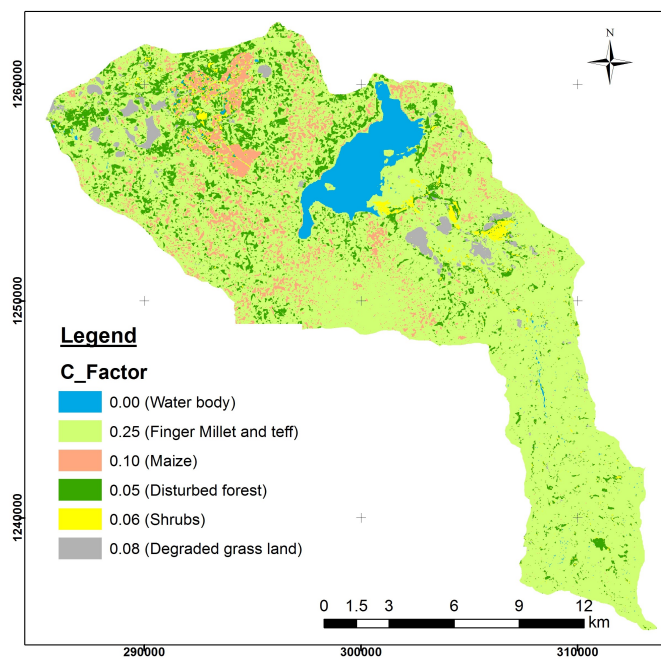 N
1260000
1250000
1240000
Legend
C_Factor
0.00 (Water body)
0.25 (Finger Millet and teff)
0.10 (Maize)
0.05 (Disturbed forest)
0.06 (Shrubs)
0.08 (Degraded grass land)
0 1.5 3 6 9 12
km
290000 300000 310000